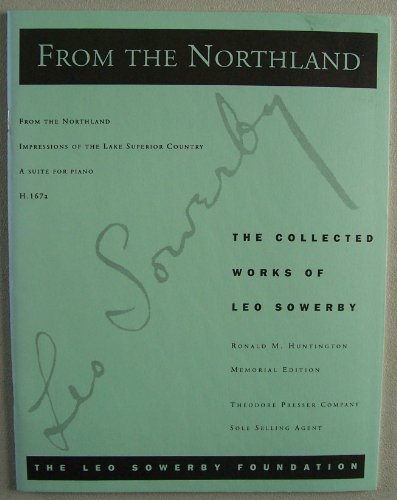 FROM THE NORTHLAND
FROM THE NORTHLAND
IMPRESSIONS OF THE LAKE SUPERIOR COUNTRY
A SUITE FOR PIANO
H.167a
Leo Sowerby
THE COLLECTED
WORKS OF
LEO SOWERBY
RONALD M. HUNTINGTON
MEMORIAL EDITION
THEODORE PRESSER COMPANY
SOLE SELLING AGENT
THE LEO SOWERBY FOUNDATION